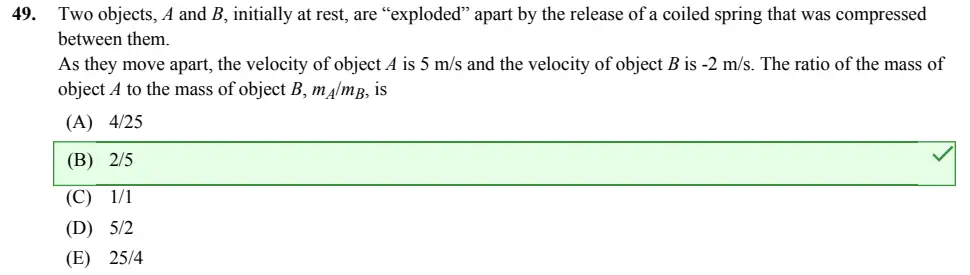 49. Two objects, A and B, initially at rest, are “exploded” apart by the release of a coiled spring that was compressed
between them.
As they move apart, the velocity of object A is 5 m/s and the velocity of object B is -2 m/s. The ratio of the mass of
object A to the mass of object B, mA/mB, is
(A) 4/25
(B) 2/5
(C) 1/1
(D) 5/2
(E) 25/4